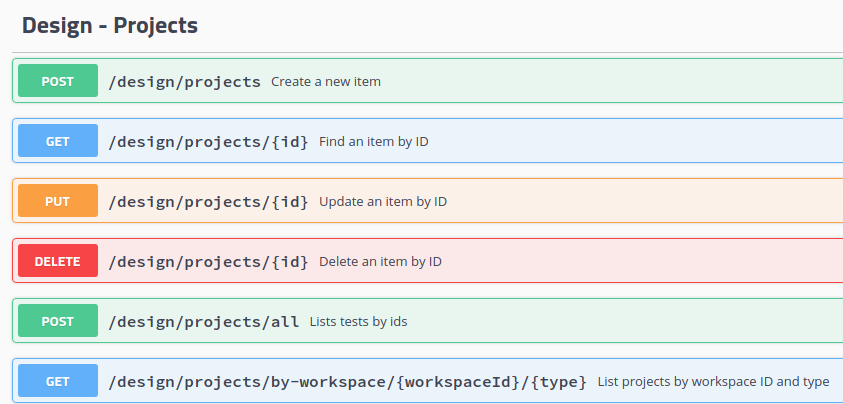 Design - Projects
POST /design/projects Create a new item
GET /design/projects/{id} Find an item by ID
PUT /design/projects/{id} Update an item by ID
DELETE /design/projects/{id} Delete an item by ID
POST /design/projects/all Lists tests by ids
GET /design/projects/by-workspace/{workspaceId}/{type} List projects by workspace ID and type